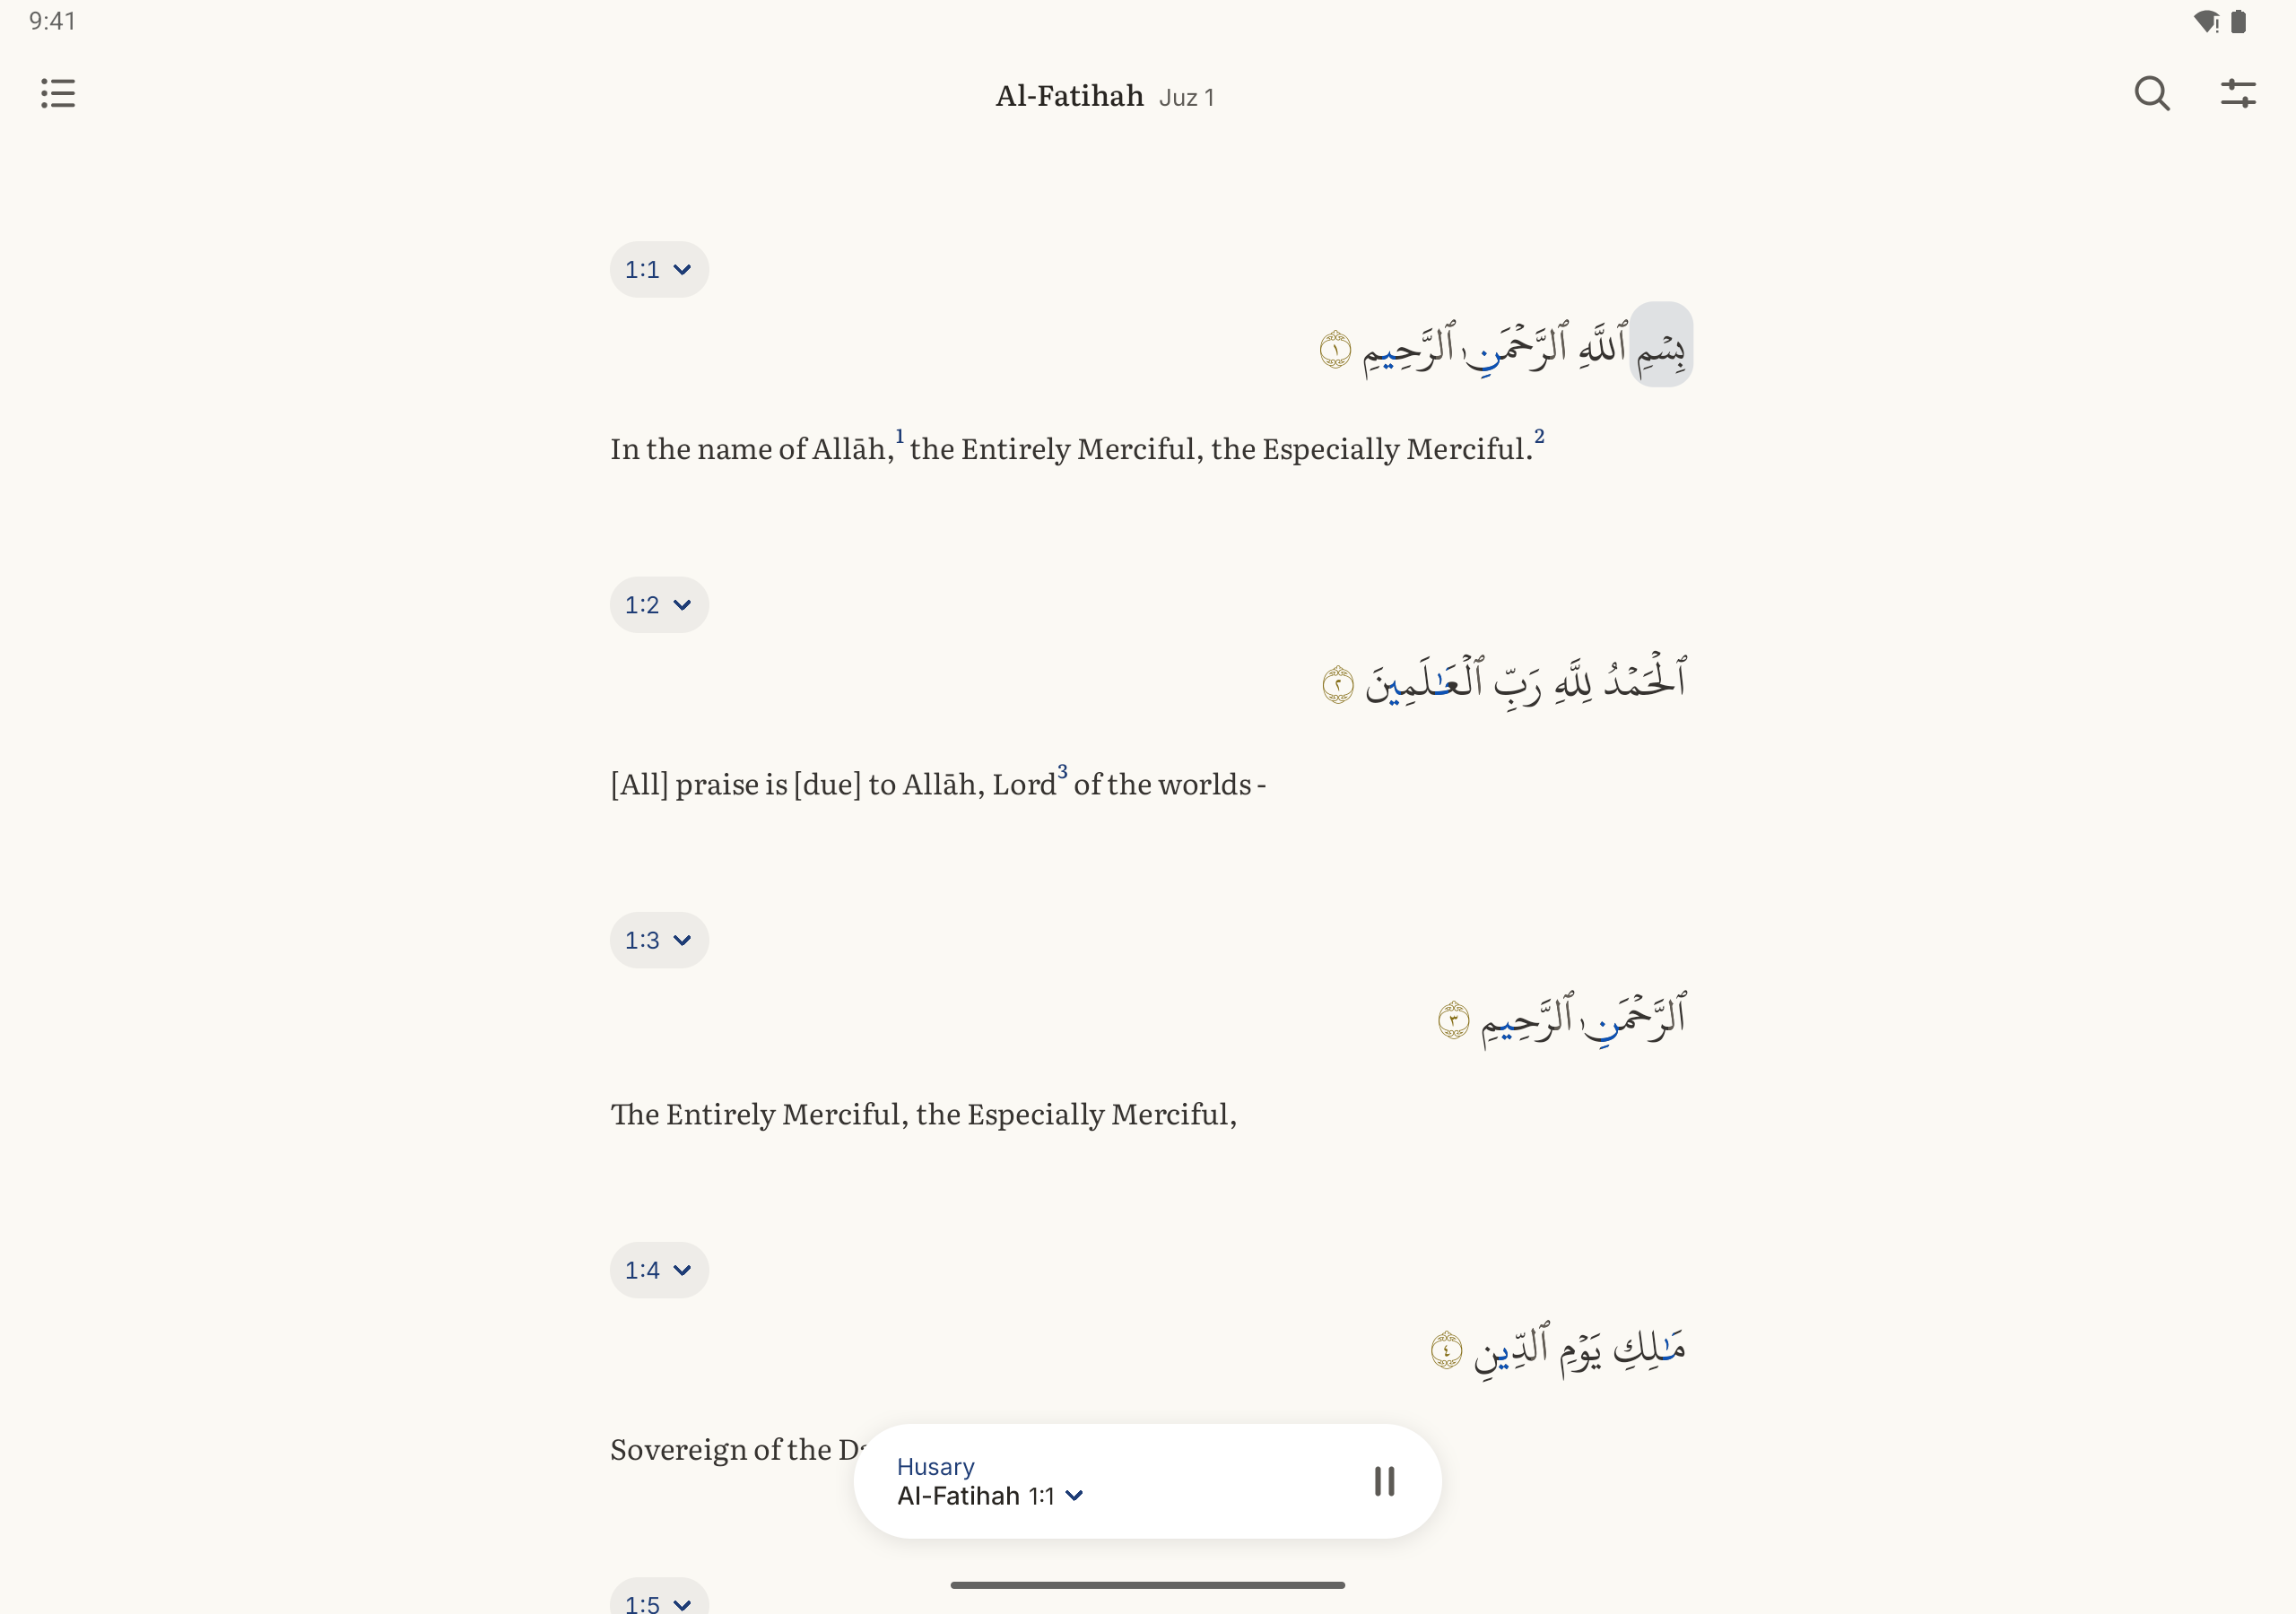 9:41
Al-Fatihah Juz 1
1:1
بِسۡمِ ٱللَّهِ ٱلرَّحۡمَـٰنِ ٱلرَّحِيمِ ١
In the name of Allāh,1 the Entirely Merciful, the Especially Merciful.2
1:2
ٱلۡحَمۡدُ لِلَّهِ رَبِّ ٱلۡعَـٰلَمِينَ ٢
[All] praise is [due] to Allāh, Lord3 of the worlds -
1:3
ٱلرَّحۡمَـٰنِ ٱلرَّحِيمِ ٣
The Entirely Merciful, the Especially Merciful,
1:4
مَـٰلِكِ يَوۡمِ ٱلدِّينِ ٤
Sovereign of the
Husary
Al-Fatihah 1:1
1:5